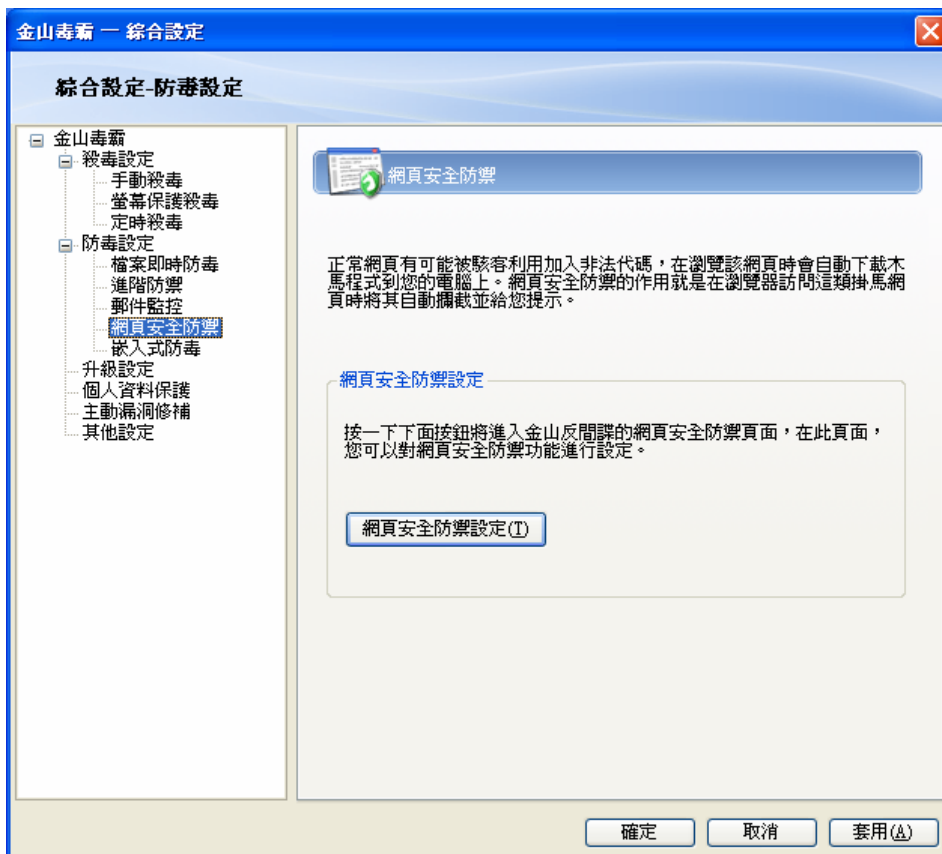 金山毒霸 － 綜合設定
綜合設定-防毒設定
金山毒霸
殺毒設定
手動殺毒
螢幕保護殺毒
定時殺毒
防毒設定
檔案即時防毒
進階防禦
郵件監控
網頁安全防禦
嵌入式防毒
升級設定
個人資料保護
主動漏洞修補
其他設定
網頁安全防禦
正常網頁有可能被駭客利用加入非法代碼，在瀏覽該網頁時會自動下載木
馬程式到您的電腦上。網頁安全防禦的作用就是在瀏覽器訪問這類掛馬網
頁時將其自動攔截並給您提示。
網頁安全防禦設定
按一下下面按鈕將進入金山反間諜的網頁安全防禦頁面，在此頁面，
您可以對網頁安全防禦功能進行設定。
網頁安全防禦設定(T)
確定
取消
套用(A)